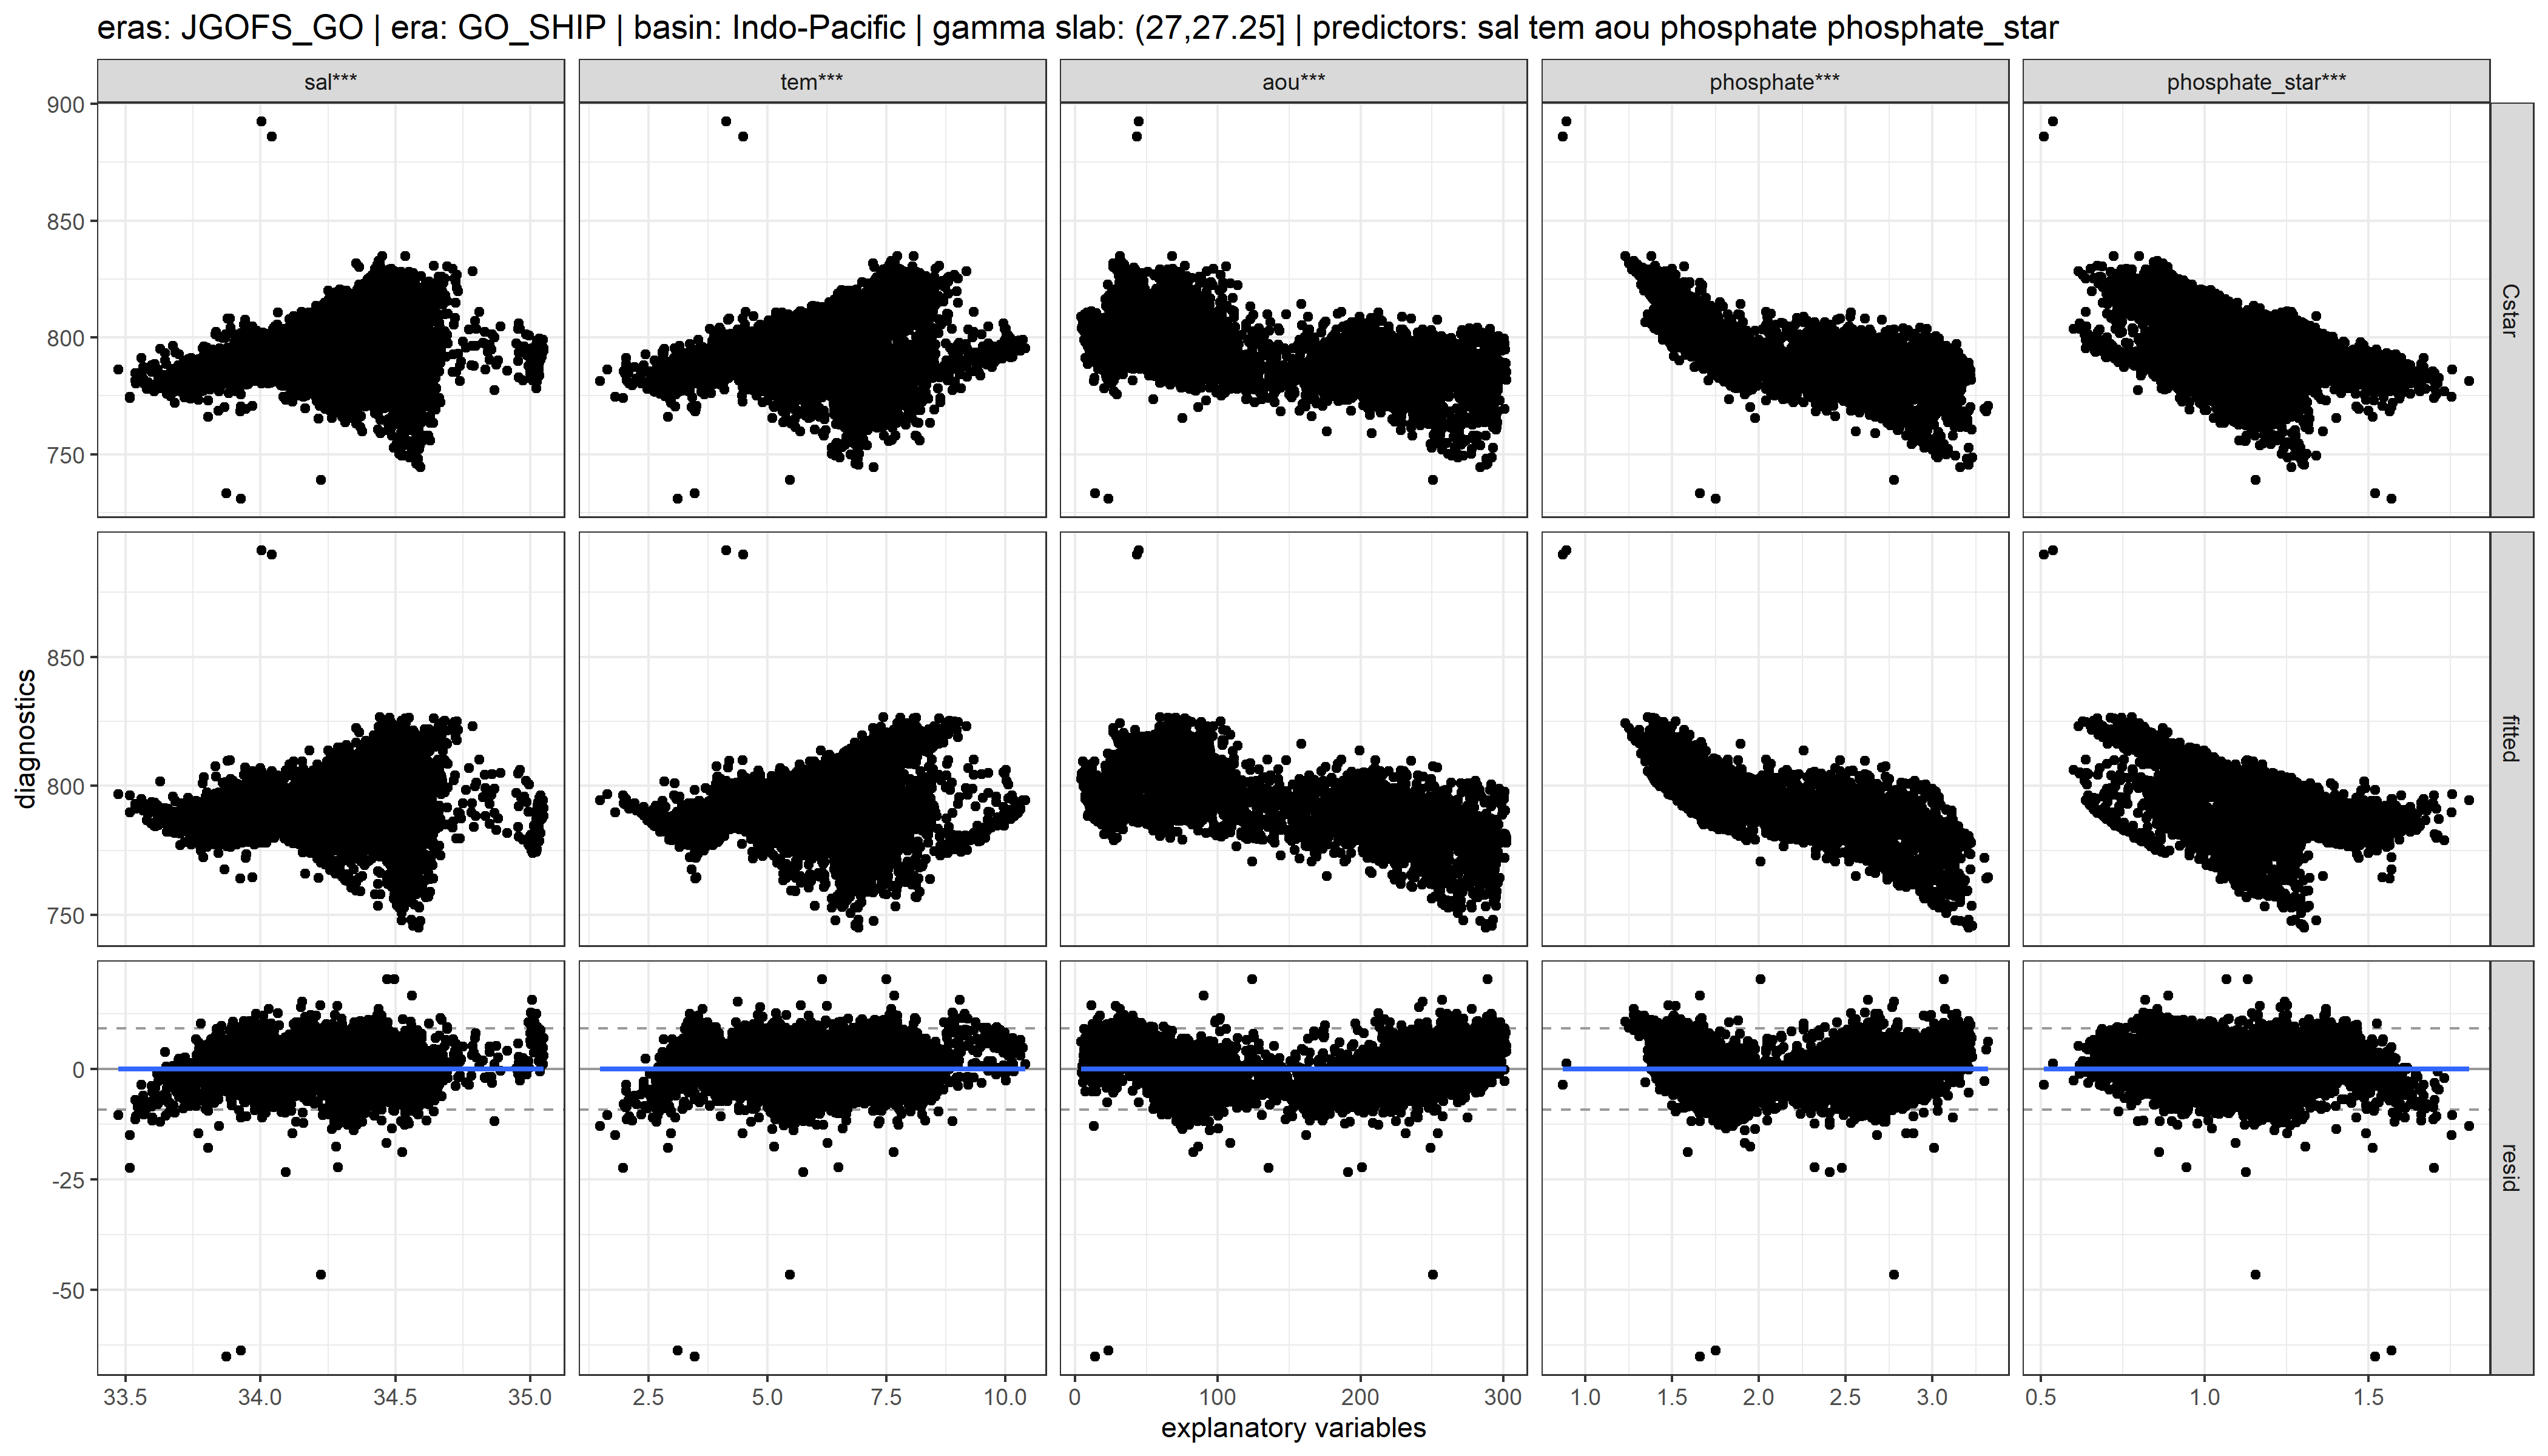 eras: JGOFS_GO | era: GO_SHIP | basin: Indo-Pacific | gamma slab: (27,27.25] | predictors: sal tem aou phosphate phosphate_star
sal*** tem*** aou*** phosphate*** phosphate_star***
900
850
800
750
Cstar
850
800
750
fitted
diagnostics
0
-25
-50
resid
33.5 34.0 34.5 35.0 2.5 5.0 7.5 10.0 0 100 200 300 1.0 1.5 2.0 2.5 3.0 0.5 1.0 1.5
explanatory variables